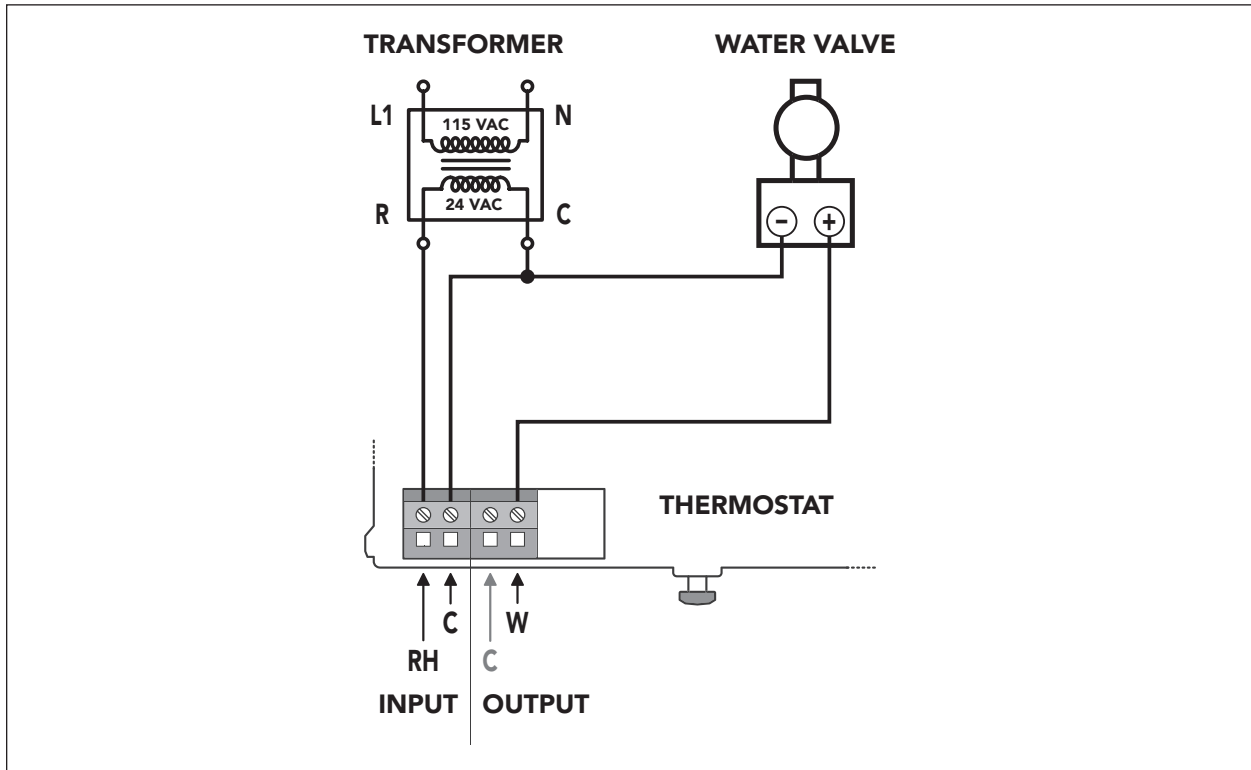 TRANSFORMER
WATER VALVE
L1
115 VAC
N
R
24 VAC
C
− +
THERMOSTAT
C
W
RH
C
INPUT
OUTPUT